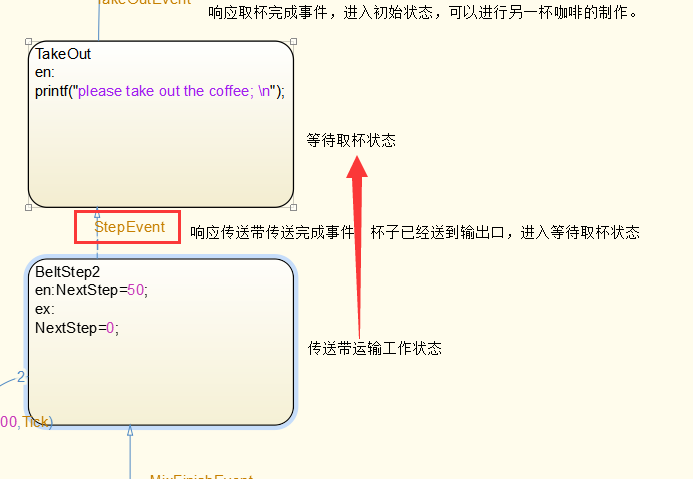 TakeOutEvent
响应取杯完成事件，进入初始状态，可以进行另一杯咖啡的制作。
TakeOut
en:
printf("please take out the coffee; \n");
等待取杯状态
StepEvent
响应传送带传送完成事件 杯子已经送到输出口，进入等待取杯状态
BeltStep2
en:NextStep=50;
ex:
NextStep=0;
传送带运输工作状态
2
00,Tick)
MixFinishEvent